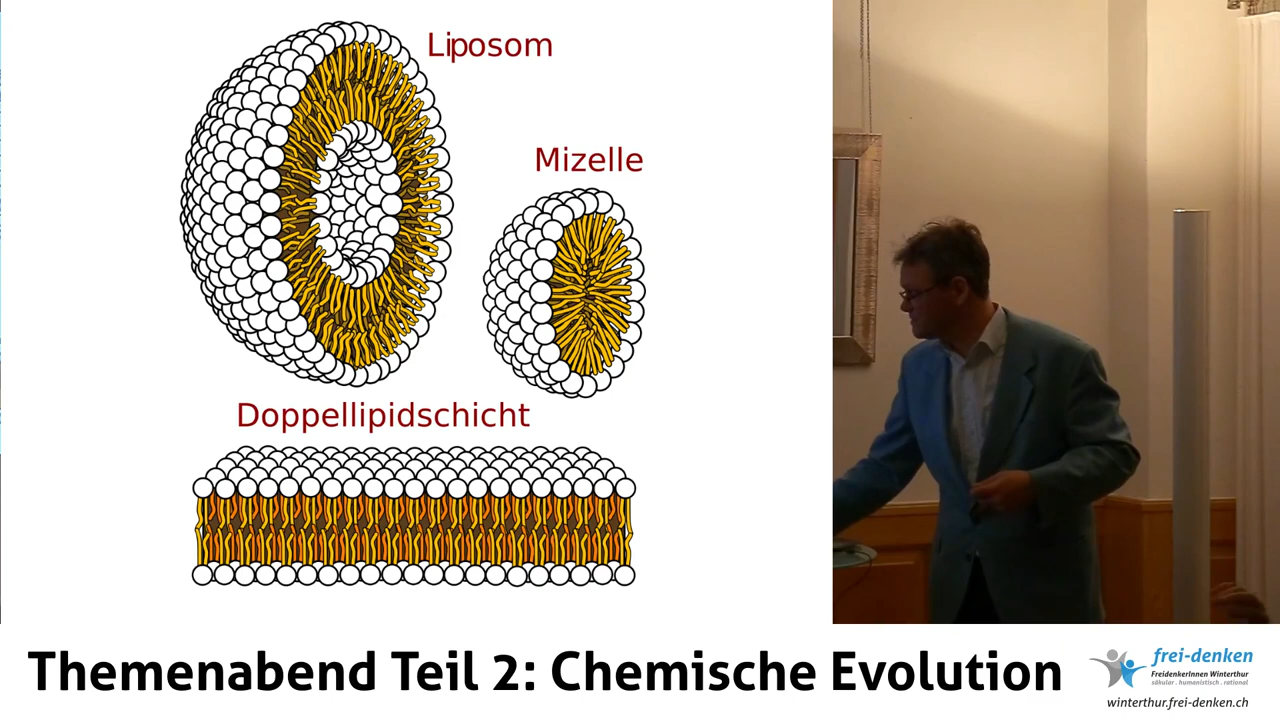 Liposom
Mizelle
Doppellipidschicht
Themenabend Teil 2: Chemische Evolution
frei-denken
FreidenkerInnen Winterthur
säkular . humanistisch . rational
winterthur.frei-denken.ch